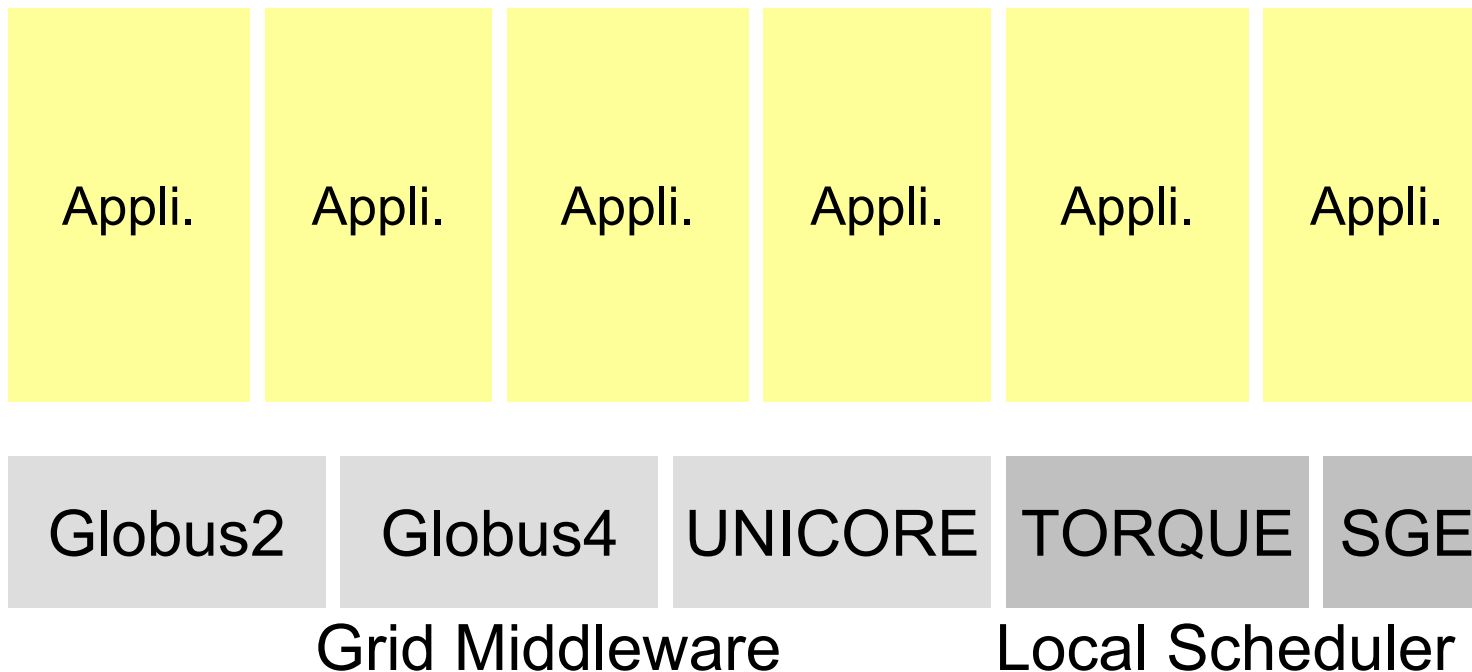 Appli. Appli. Appli. Appli. Appli. Appli.
Globus2 Globus4 UNICORE TORQUE SGE
Grid Middleware Local Scheduler